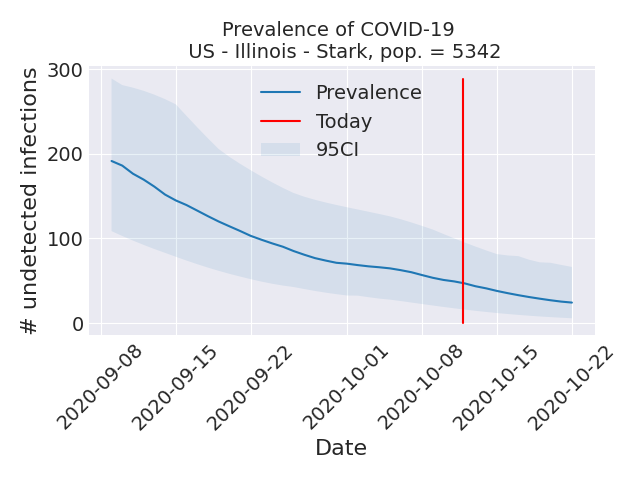 Prevalence of COVID-19
US - Illinois - Stark, pop. = 5342
300
200
100
0
# undetected infections
Prevalence
Today
95CI
2020-09-08
2020-09-15
2020-09-22
2020-10-01
2020-10-08
2020-10-15
2020-10-22
Date